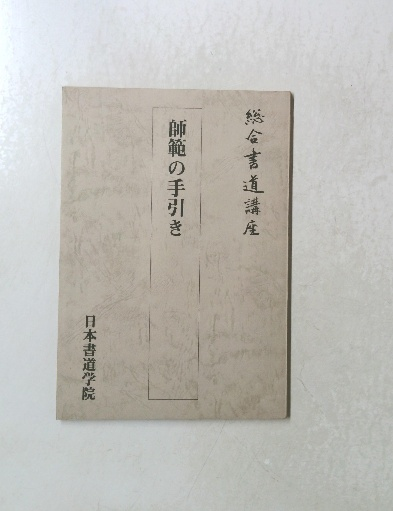 総合書道講座
師範の手引き
日本書道学院